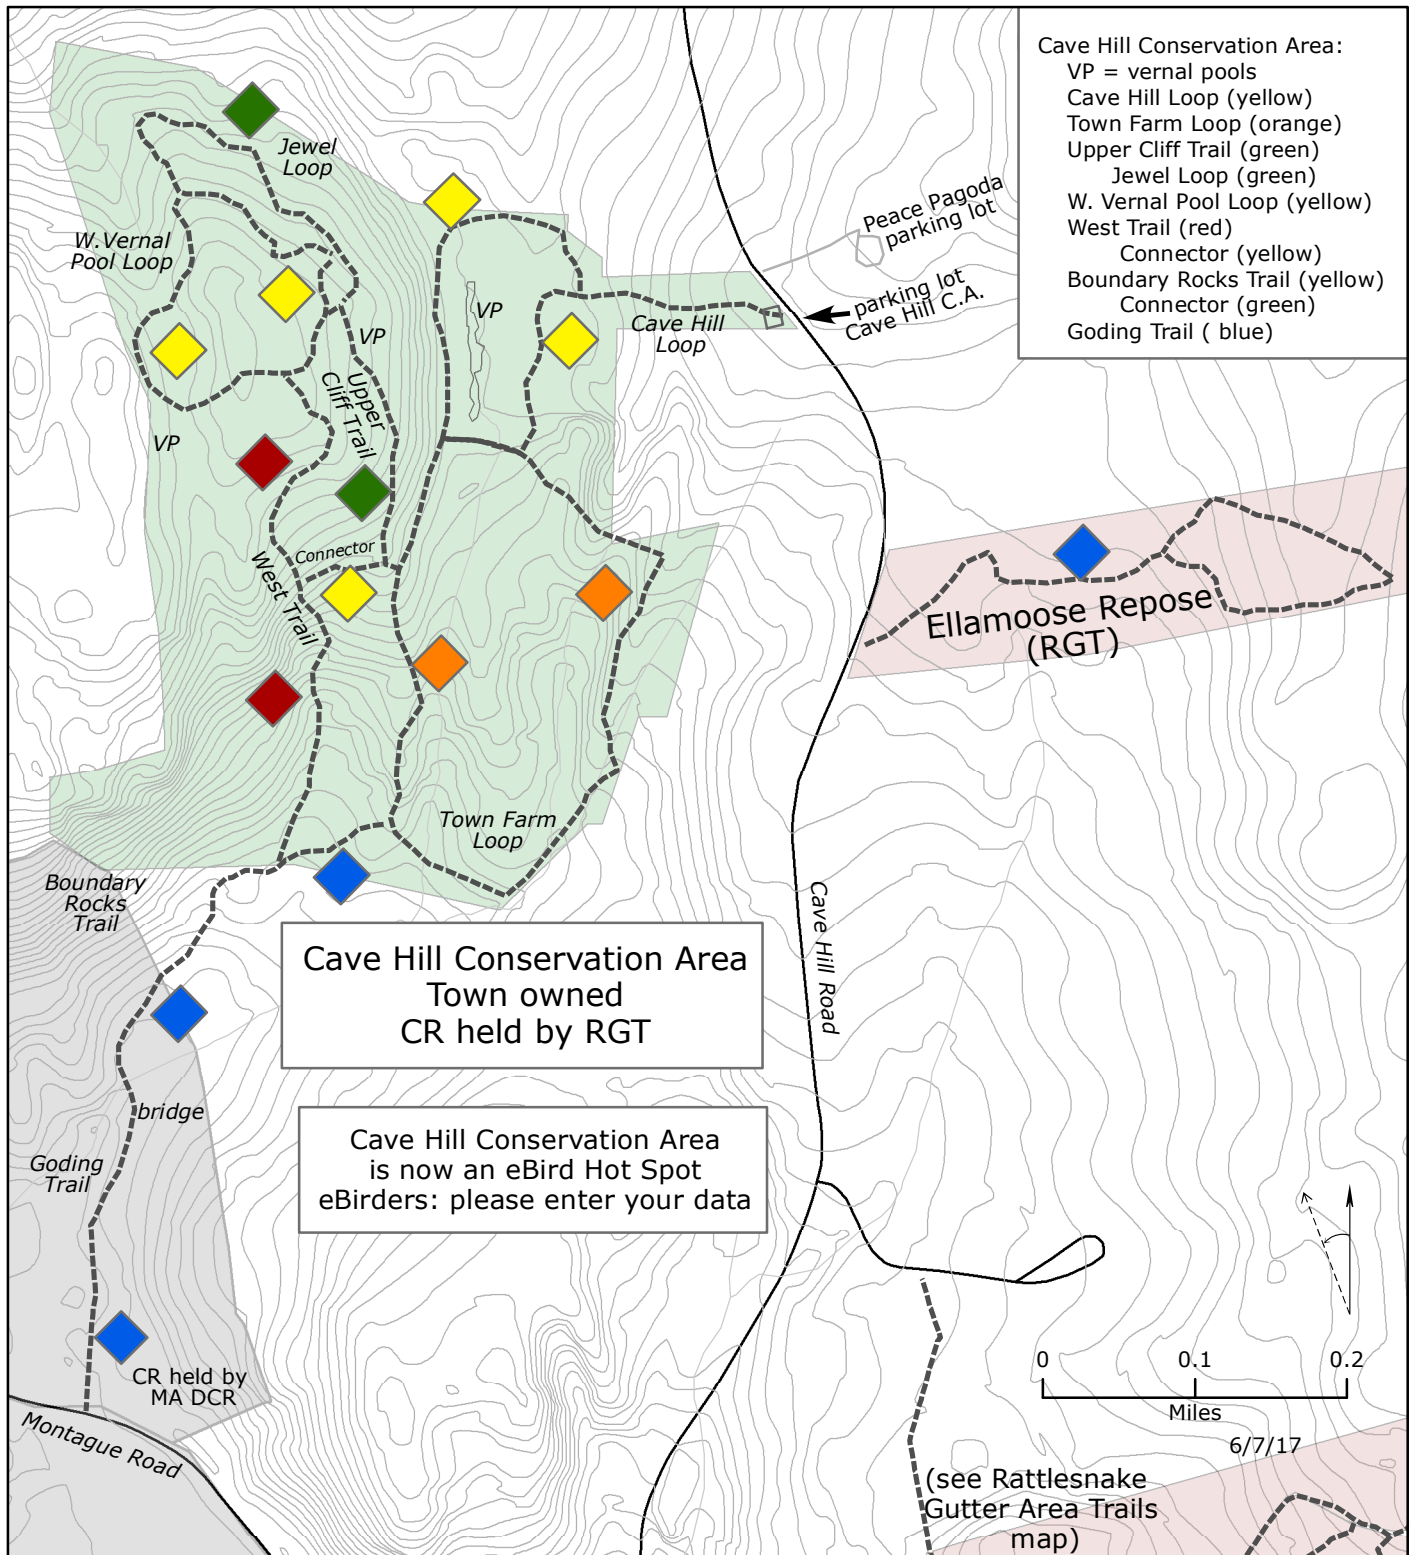 Cave Hill Conservation Area:
VP = vernal pools
Cave Hill Loop (yellow)
Town Farm Loop (orange)
Upper Cliff Trail (green)
Jewel Loop (green)
W. Vernal Pool Loop (yellow)
West Trail (red)
Connector (yellow)
Boundary Rocks Trail (yellow)
Connector (green)
Goding Trail ( blue)
Jewel
Loop
Peace Pagoda
parking lot
W.Vernal
Pool Loop
parking lot
Cave Hill C.A.
VP
VP
Cave Hill
Loop
Upper
Cliff Trail
VP
Connector
West Trail
Ellamoose Repose
(RGT)
Town Farm
Loop
Boundary
Rocks
Trail
Cave Hill Road
Cave Hill Conservation Area
Town owned
CR held by RGT
bridge
Cave Hill Conservation Area
is now an eBird Hot Spot
eBirders: please enter your data
Goding
Trail
CR held by
MA DCR
Montague Road
0 0.1 0.2
Miles
6/7/17
(see Rattlesnake
Gutter Area Trails
map)